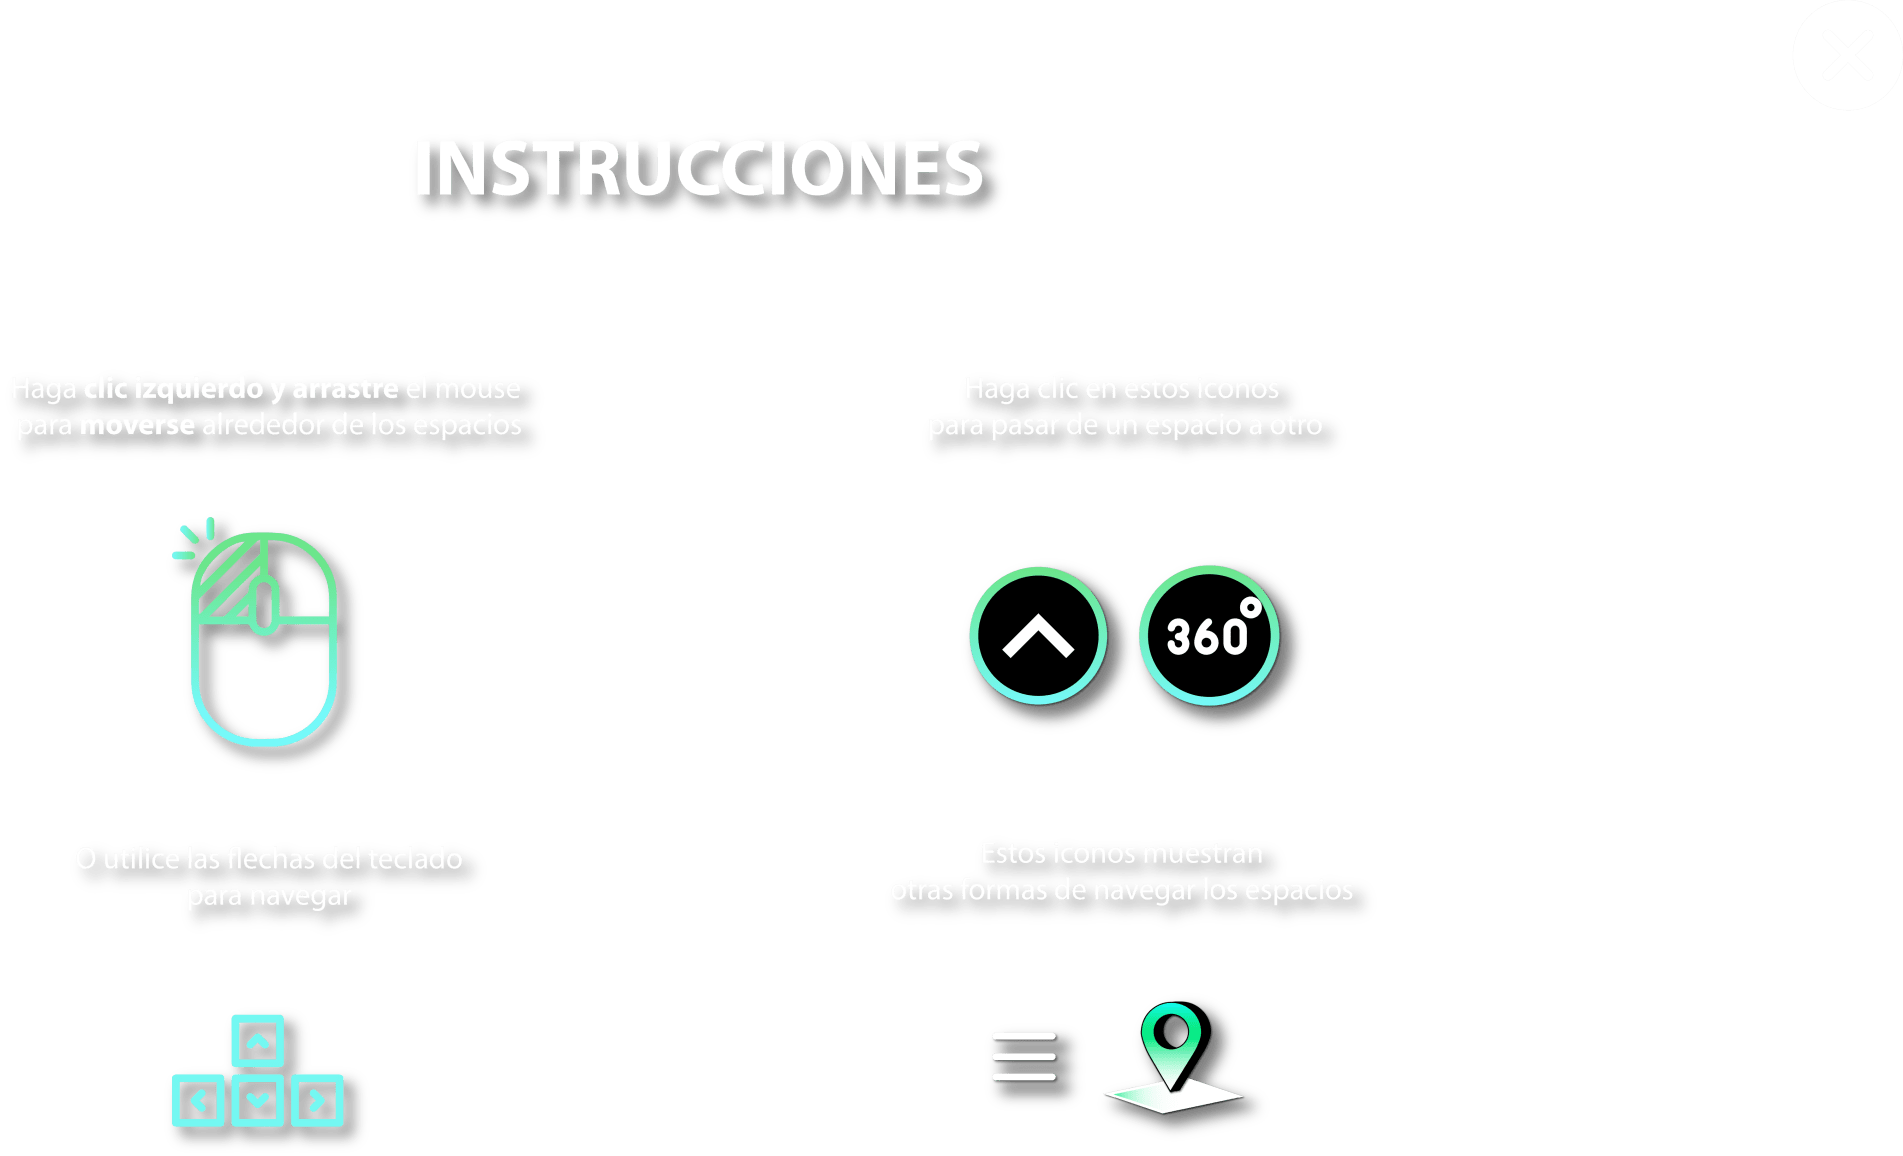 INSTRUCCIONES
Haga clic izquierdo y arrastre el mouse
para moverse alrededor de los espacios
Haga clic en estos iconos
para pasar de un espacio a otro
360°
O utilice las flechas del teclado
para navegar
Estos iconos muestran
otras formas de navegar los espacios